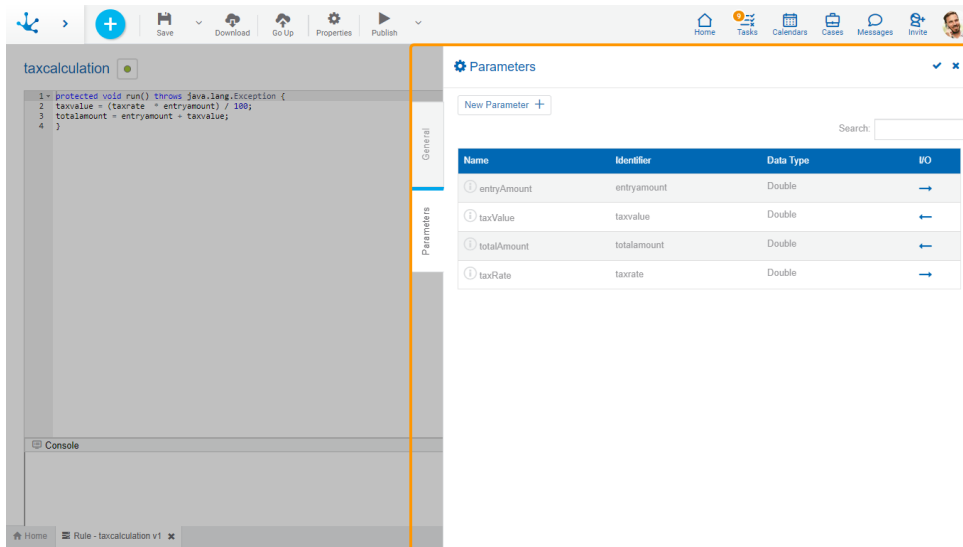 Save
Download
Go Up
Properties
Publish
Home
9
Tasks
Calendars
Cases
Messages
Invite
taxcalculation
1 protected void run() throws java.lang.Exception {
2 taxvalue = (taxrate * entryamount) / 100;
3 totalamount = entryamount + taxvalue;
4 }
Console
Home
Rule - taxcalculation v1
General
Parameters
Parameters
New Parameter +
Search:
Name Identifier Data Type I/O
entryAmount entryamount Double
taxValue taxvalue Double
totalAmount totalamount Double
taxRate taxrate Double